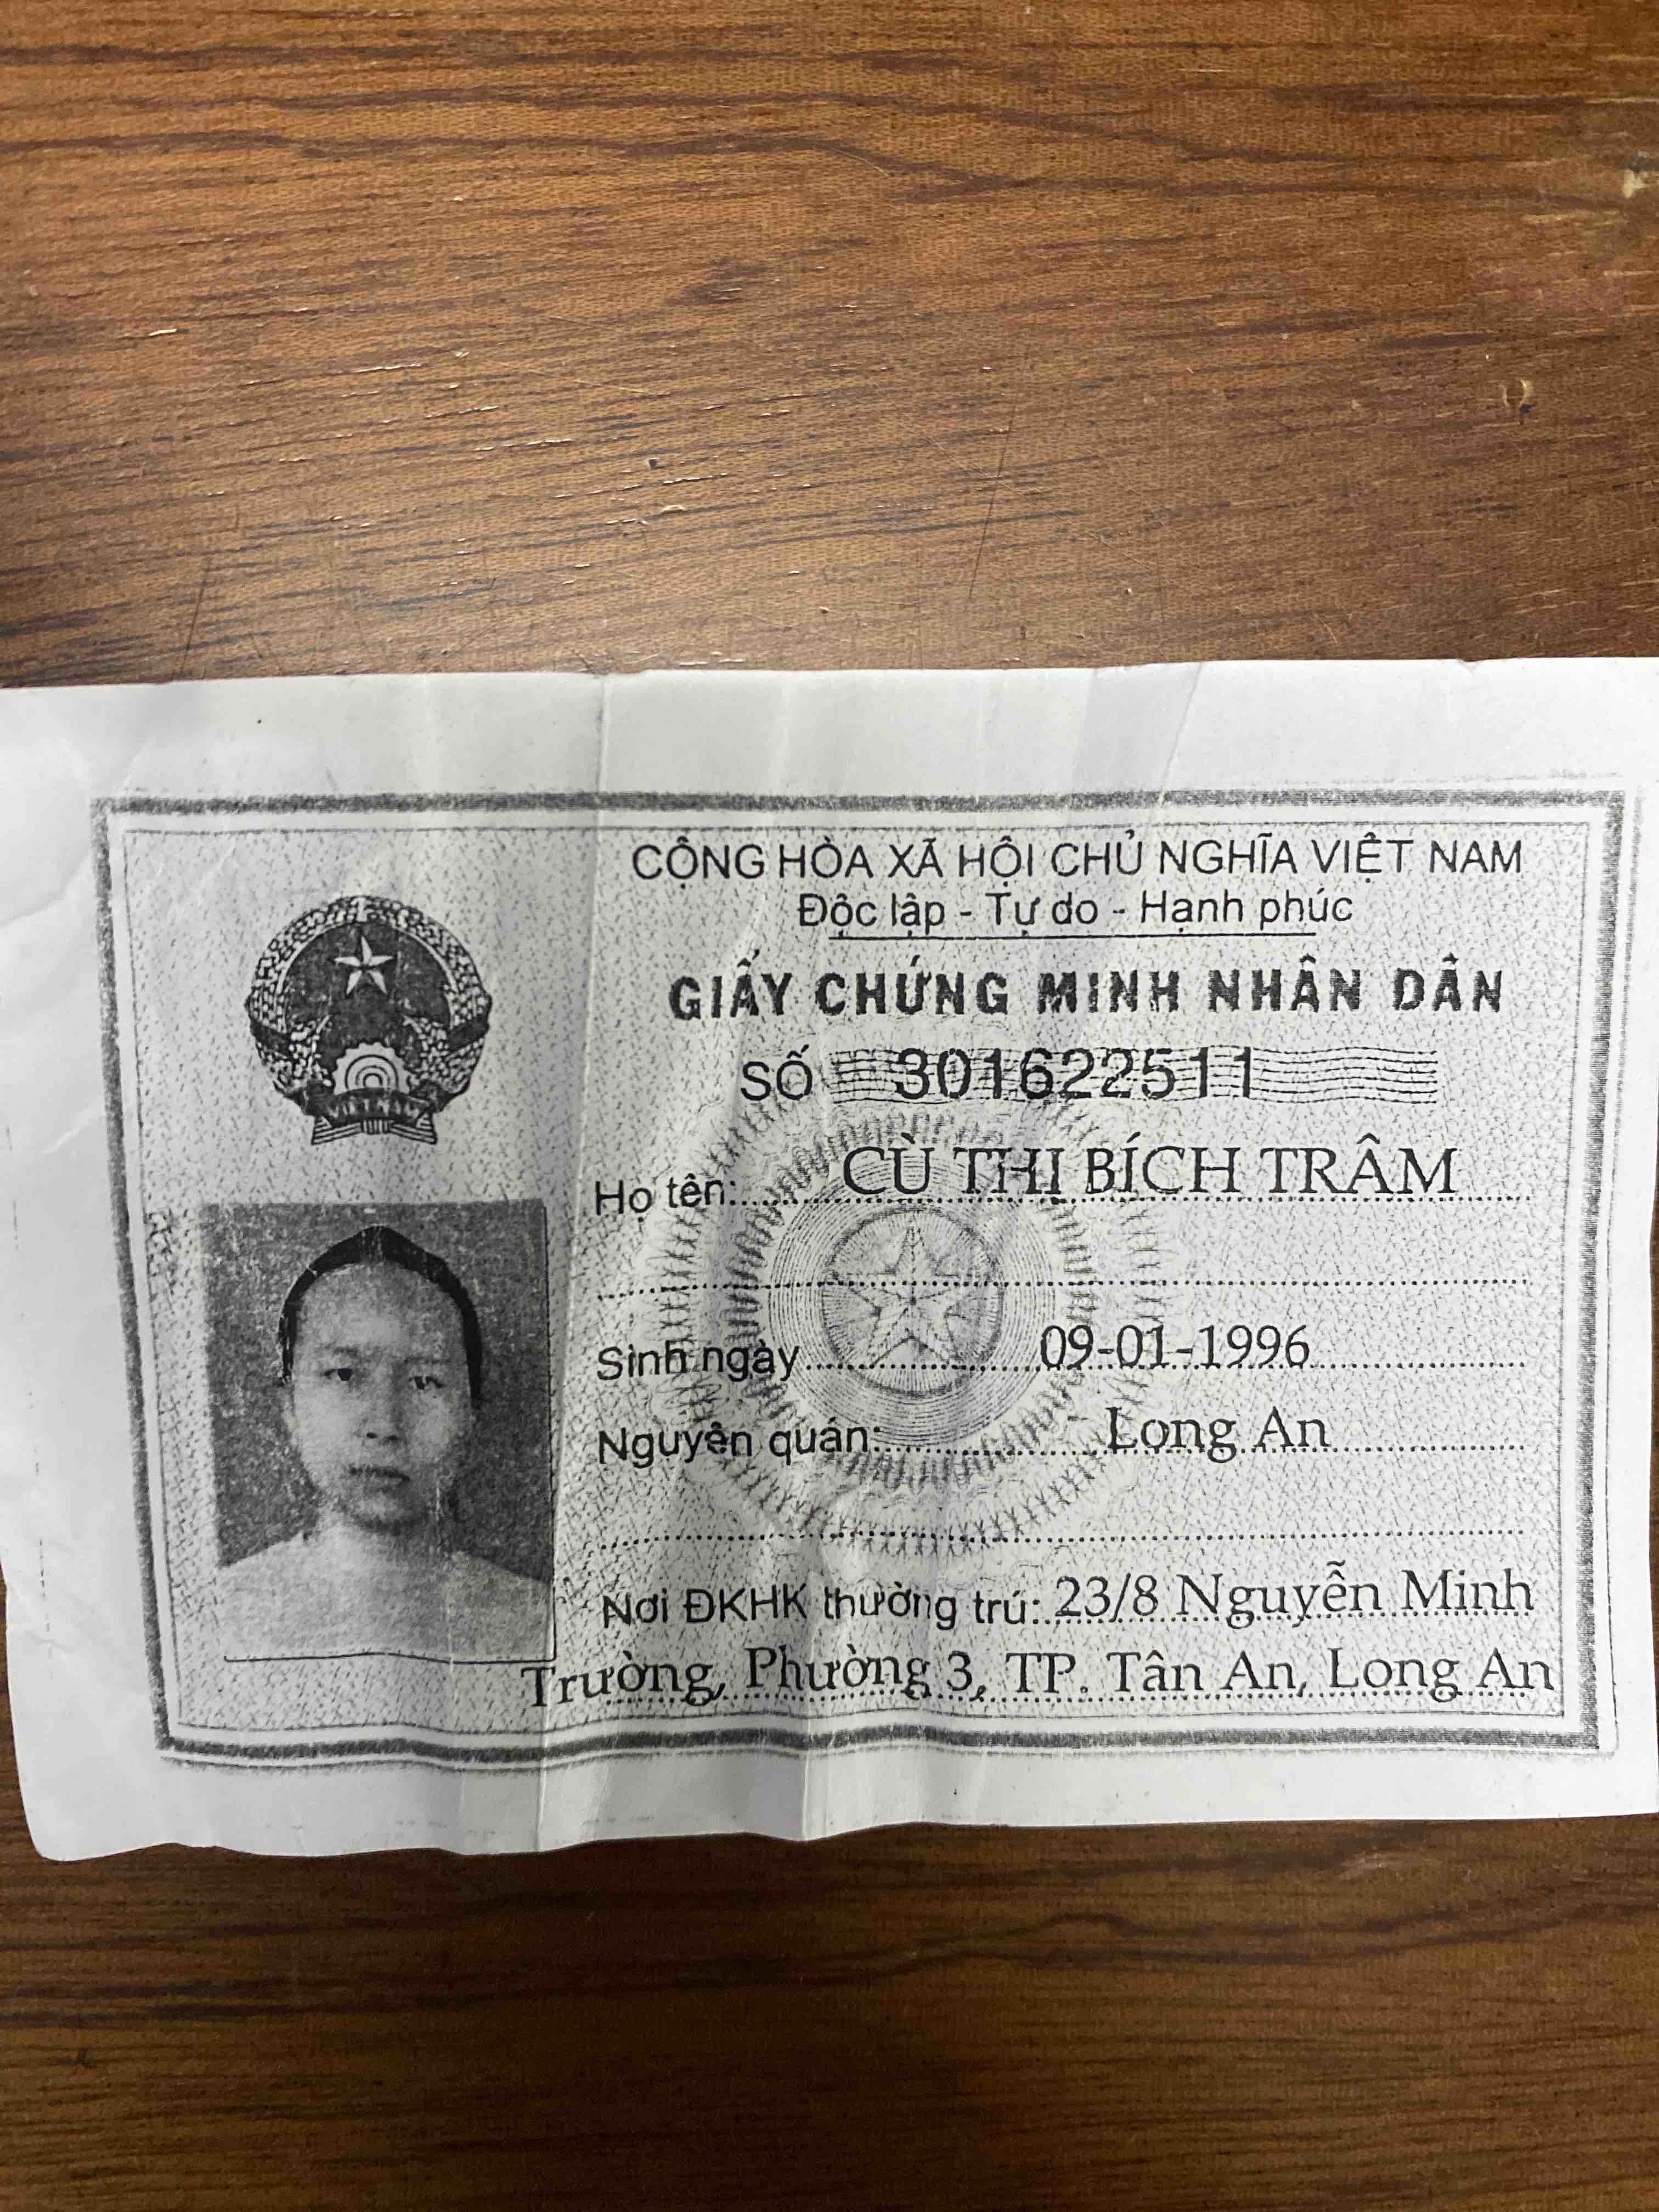 CỘNG HÒA XÃ HỘI CHỦ NGHĨA VIỆT NAM
Độc lập - Tự do - Hạnh phúc
GIẤY CHỨNG MINH NHÂN DÂN
SỐ 301622511
Họ tên: CÙ THỊ BÍCH TRÂM
Sinh ngày 09-01-1996
Nguyên quán: Long An
Nơi ĐKHK thường trú: 23/8 Nguyễn Minh
Trường, Phường 3, TP. Tân An, Long An
VIỆT NAM